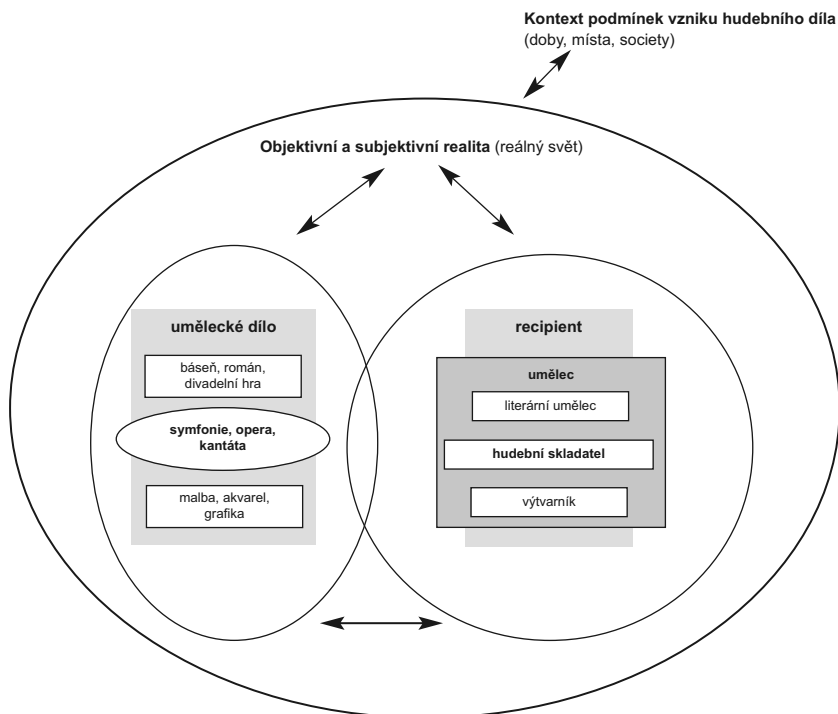 Kontext podmínek vzniku hudebního díla
(doby, místa, society)
Objektivní a subjektivní realita (reálný svět)
umělecké dílo
báseň, román,
divadelní hra
symfonie, opera,
kantáta
malba, akvarel,
grafika
recipient
umělec
literární umělec
hudební skladatel
výtvarník